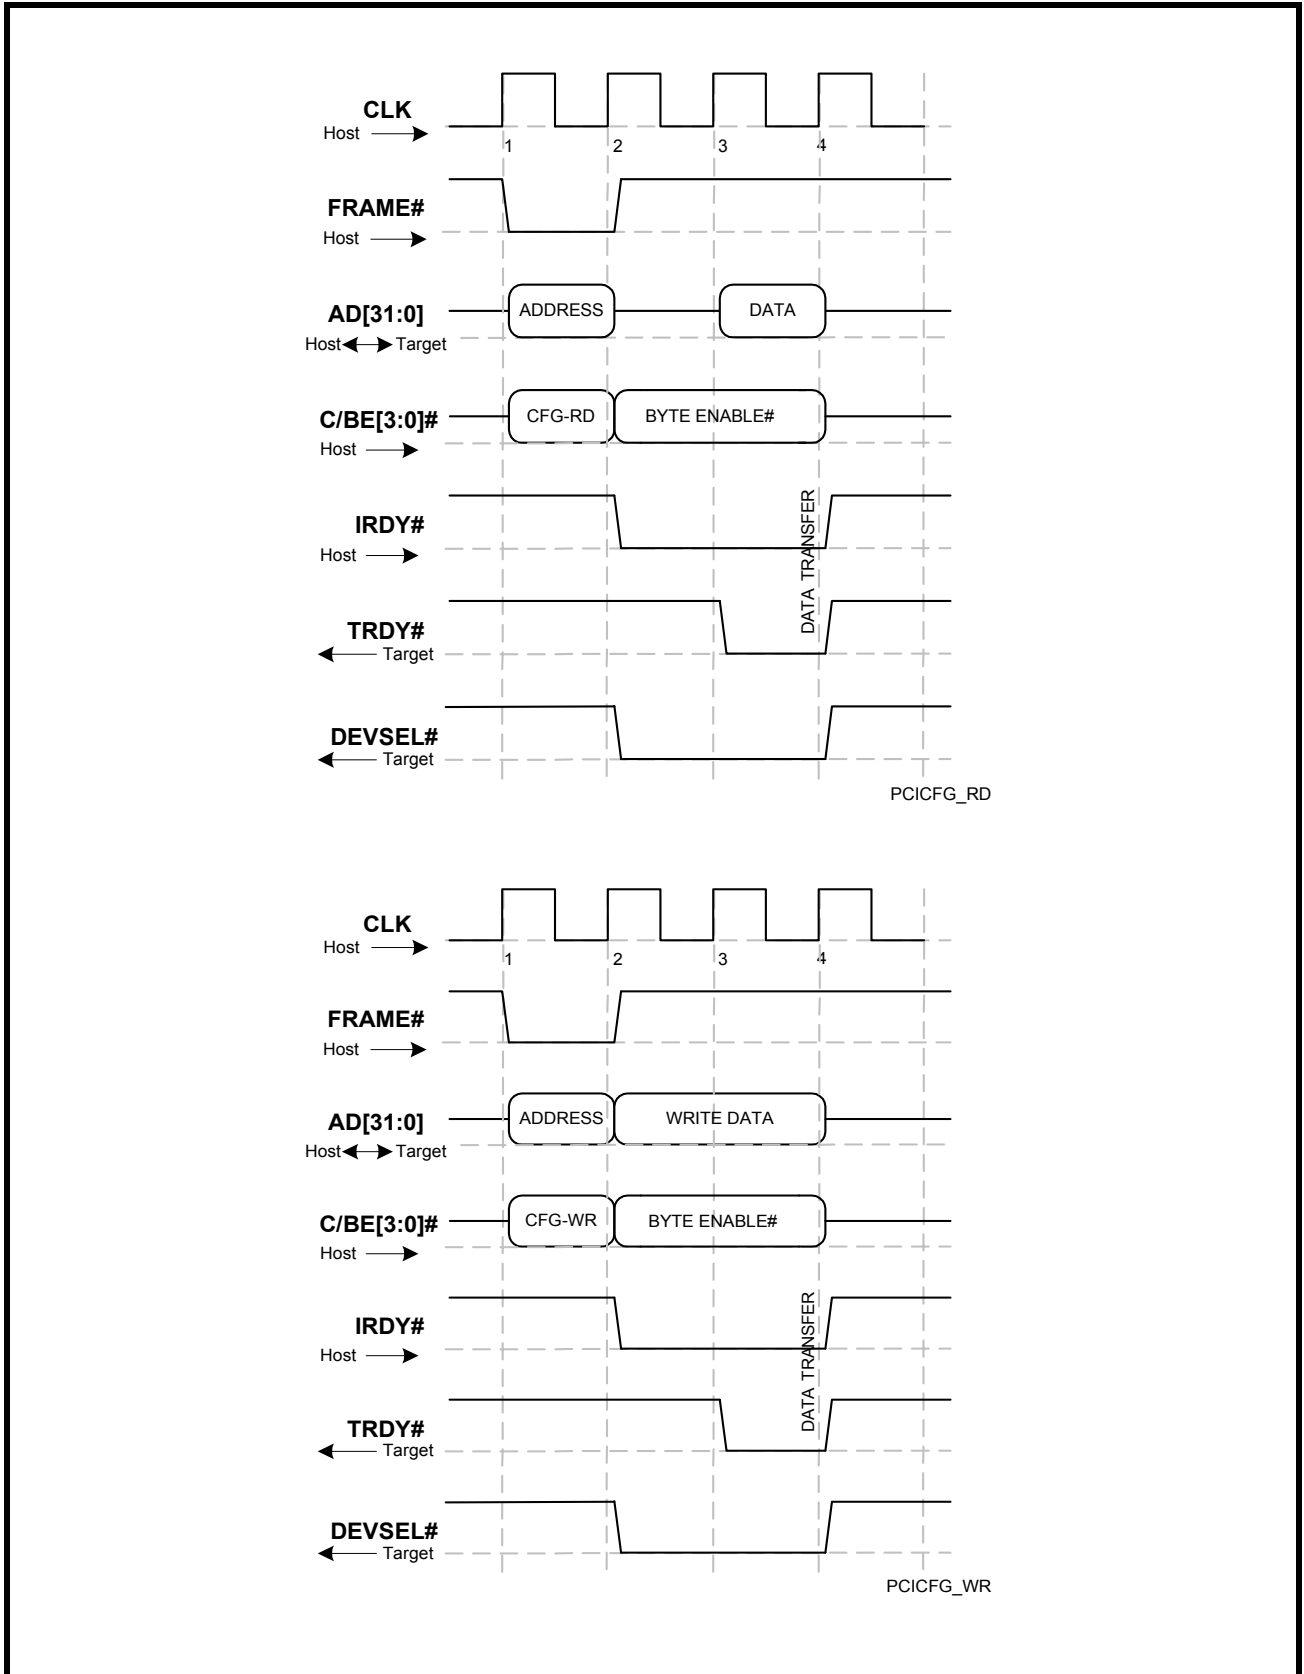 CLK
Host
1 2 3 4
FRAME#
Host
AD[31:0] ADDRESS DATA
Host Target
C/BE[3:0]# CFG-RD BYTE ENABLE#
Host
IRDY#
Host
DATA TRANSFER
TRDY#
Target
DEVSEL#
Target
PCICFG_RD
CLK
Host
1 2 3 4
FRAME#
Host
AD[31:0] ADDRESS WRITE DATA
Host Target
C/BE[3:0]# CFG-WR BYTE ENABLE#
Host
IRDY#
Host
DATA TRANSFER
TRDY#
Target
DEVSEL#
Target
PCICFG_WR